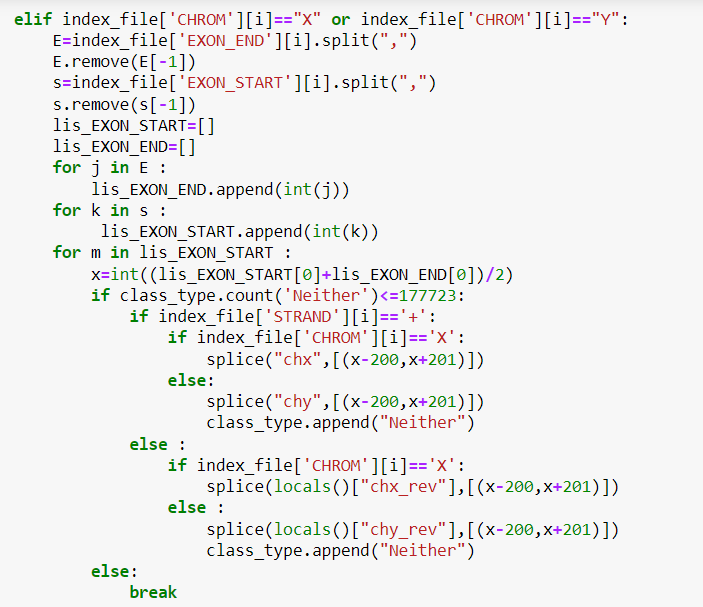 elif index_file['CHROM'][i]=="X" or index_file['CHROM'][i]=="Y":
    E=index_file['EXON_END'][i].split(",")
    E.remove(E[-1])
    s=index_file['EXON_START'][i].split(",")
    s.remove(s[-1])
    lis_EXON_START=[]
    lis_EXON_END=[]
    for j in E :
        lis_EXON_END.append(int(j))
    for k in s :
         lis_EXON_START.append(int(k))
    for m in lis_EXON_START :
        x=int((lis_EXON_START[0]+lis_EXON_END[0])/2)
        if class_type.count('Neither')<=177723:
            if index_file['STRAND'][i]=='+':
                if index_file['CHROM'][i]=='X':
                    splice("chx",[(x-200,x+201)])
                else:
                    splice("chy",[(x-200,x+201)])
                    class_type.append("Neither")
            else :
                if index_file['CHROM'][i]=='X':
                    splice(locals()["chx_rev"],[(x-200,x+201)])
                else :
                    splice(locals()["chy_rev"],[(x-200,x+201)])
                    class_type.append("Neither")
        else:
            break